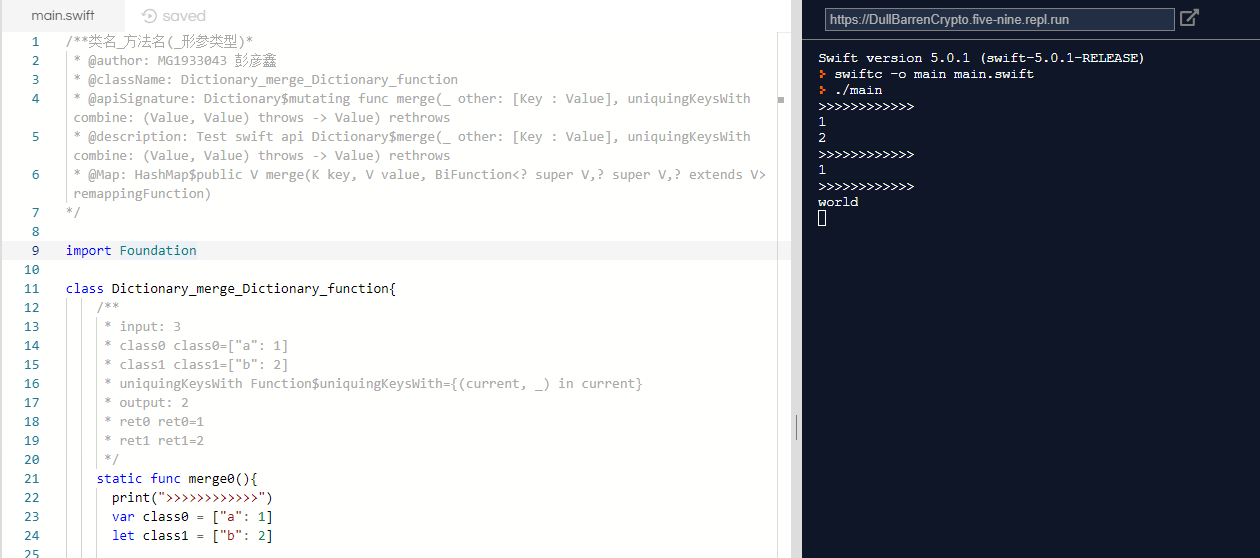 main.swift
saved
1 /**类名_方法名(_形参类型)*
2 * @author: MG1933043 彭彦鑫
3 * @className: Dictionary_merge_Dictionary_function
4 * @apiSignature: Dictionary$mutating func merge(_ other: [Key : Value], uniquingKeysWith
combine: (Value, Value) throws -> Value) rethrows
5 * @description: Test swift api Dictionary$merge(_ other: [Key : Value], uniquingKeysWith
combine: (Value, Value) throws -> Value) rethrows
6 * @Map: HashMap$public V merge(K key, V value, BiFunction<? super V,? super V,? extends V>
remappingFunction)
7 */
8
9 import Foundation
10
11 class Dictionary_merge_Dictionary_function{
12 /**
13 * input: 3
14 * class0 class0=["a": 1]
15 * class1 class1=["b": 2]
16 * uniquingKeysWith Function$uniquingKeysWith={(current, _) in current}
17 * output: 2
18 * ret0 ret0=1
19 * ret1 ret1=2
20 */
21 static func merge0(){
22 print(">>>>>>>>>>>>")
23 var class0 = ["a": 1]
24 let class1 = ["b": 2]
25
https://DullBarrenCrypto.five-nine.repl.run
Swift version 5.0.1 (swift-5.0.1-RELEASE)
> swiftc -o main main.swift
> ./main
>>>>>>>>>>>>
1
2
>>>>>>>>>>>>
1
>>>>>>>>>>>>
world